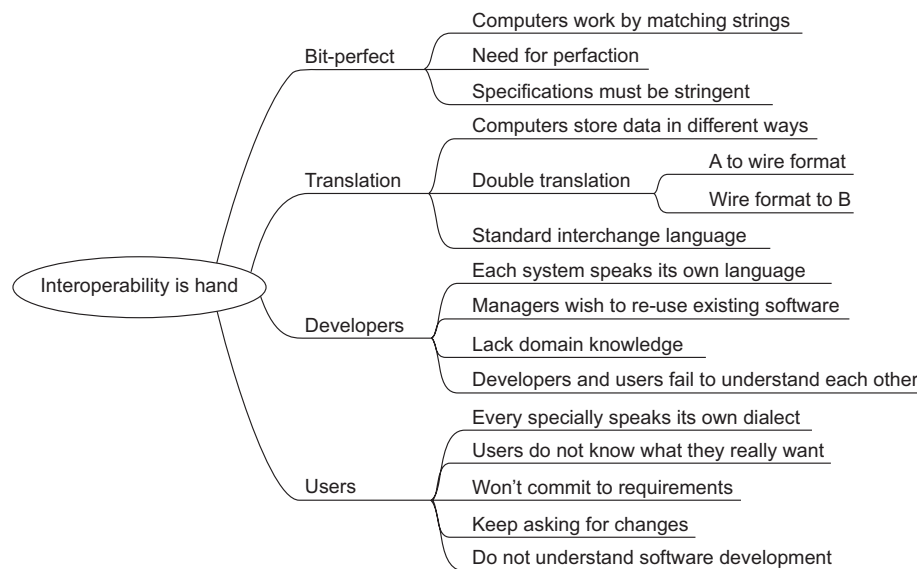 Interoperability is hand
Bit-perfect
Computers work by matching strings
Need for perfaction
Specifications must be stringent
Translation
Computers store data in different ways
Double translation
A to wire format
Wire format to B
Standard interchange language
Developers
Each system speaks its own language
Managers wish to re-use existing software
Lack domain knowledge
Developers and users fail to understand each other
Users
Every specially speaks its own dialect
Users do not know what they really want
Won't commit to requirements
Keep asking for changes
Do not understand software development